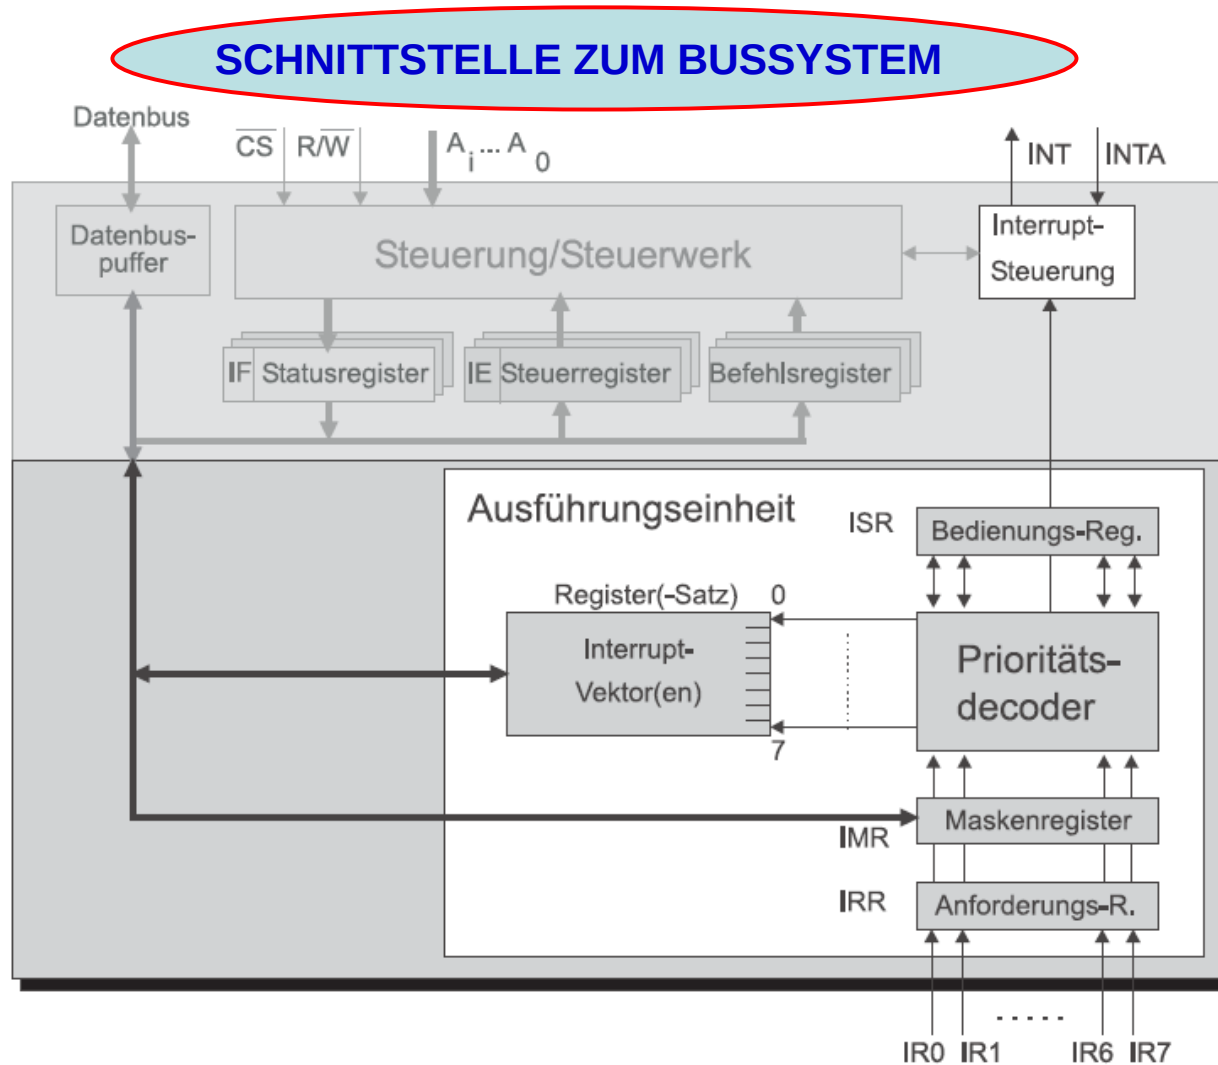 SCHNITTSTELLE ZUM BUSSYSTEM
Datenbus
CS R/W
A i ... A 0
INT INTA
Datenbus-
puffer
Steuerung/Steuerwerk
Interrupt-
Steuerung
IF Statusregister
IE Steuerregister
Befehlsregister
Ausführungseinheit
ISR
Bedienungs-Reg.
Register(-Satz) 0
Interrupt-
Vektor(en)
7
Prioritäts-
decoder
IMR
Maskenregister
IRR
Anforderungs-R.
.....
IR0 IR1 IR6 IR7